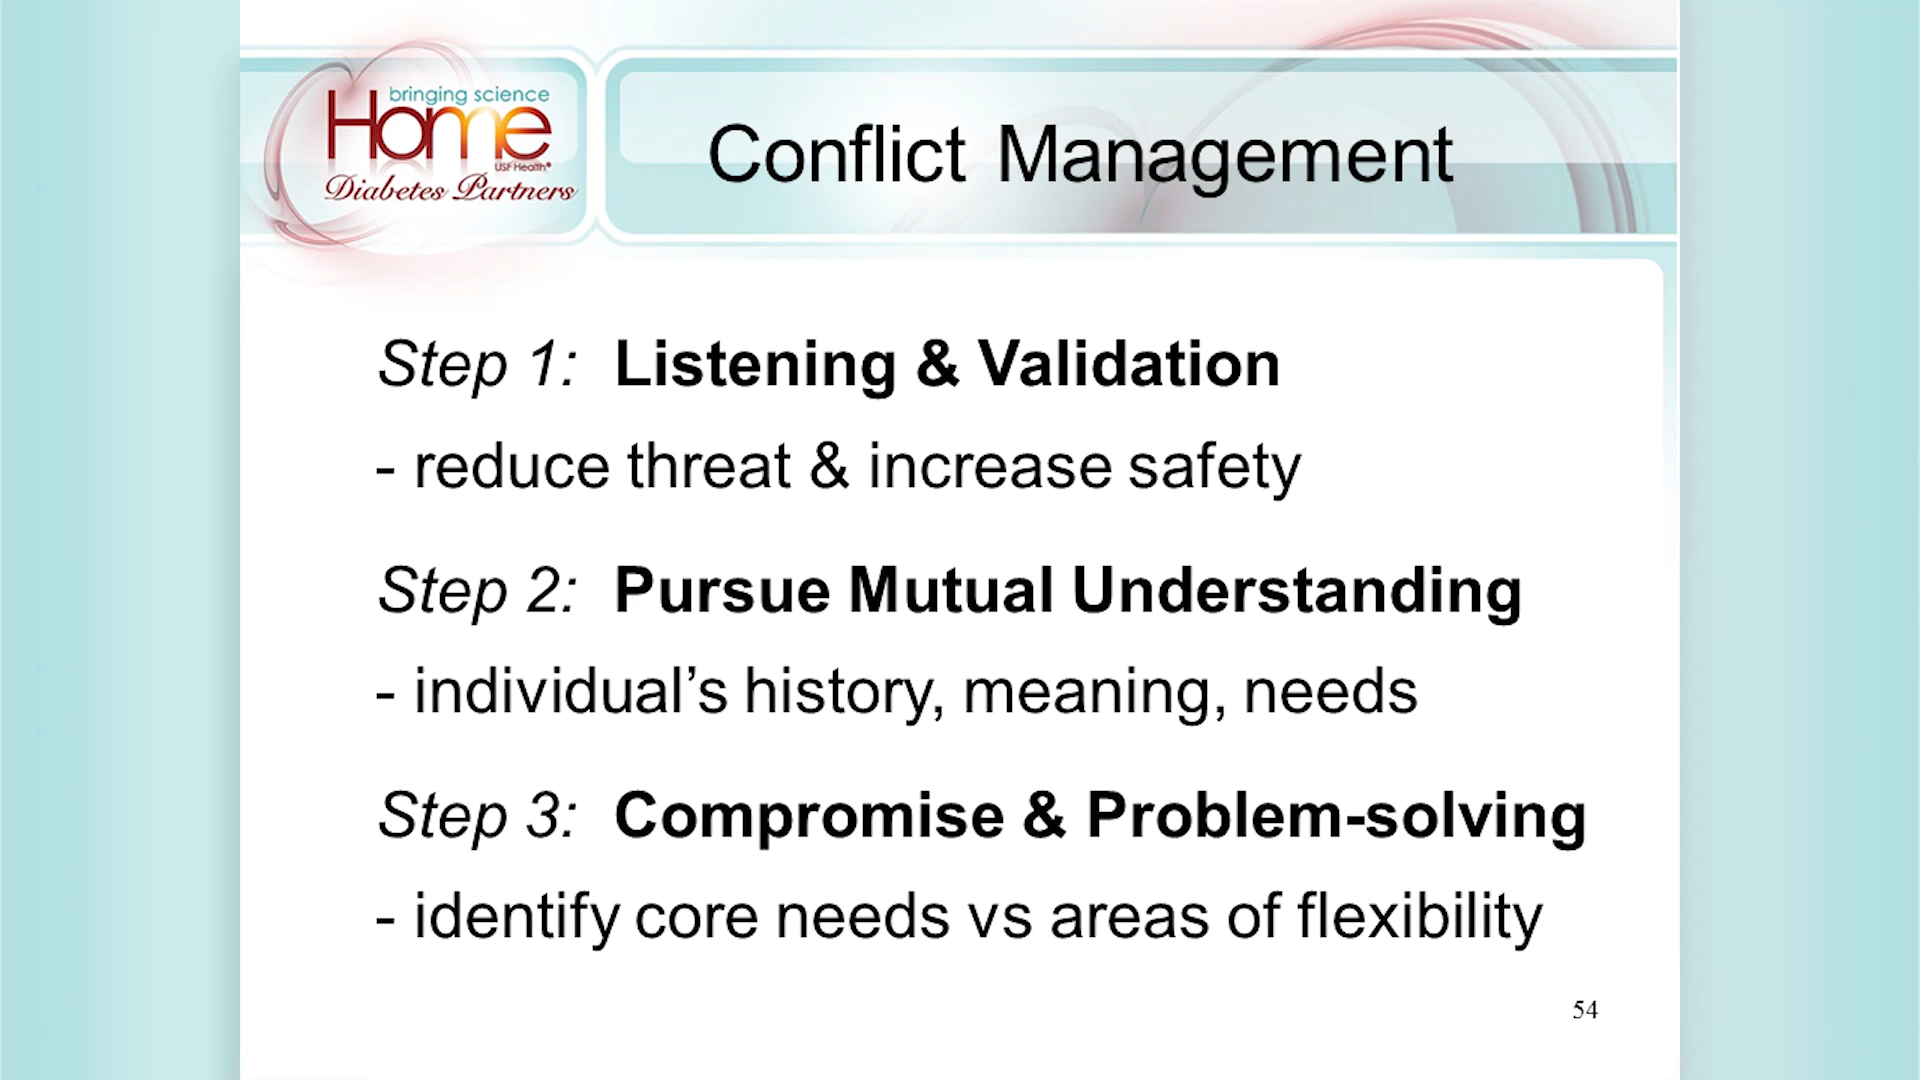 bringing science
Home
USF Health®
Diabetes Partners
Conflict Management
Step 1: Listening & Validation
- reduce threat & increase safety
Step 2: Pursue Mutual Understanding
- individual’s history, meaning, needs
Step 3: Compromise & Problem-solving
- identify core needs vs areas of flexibility
54